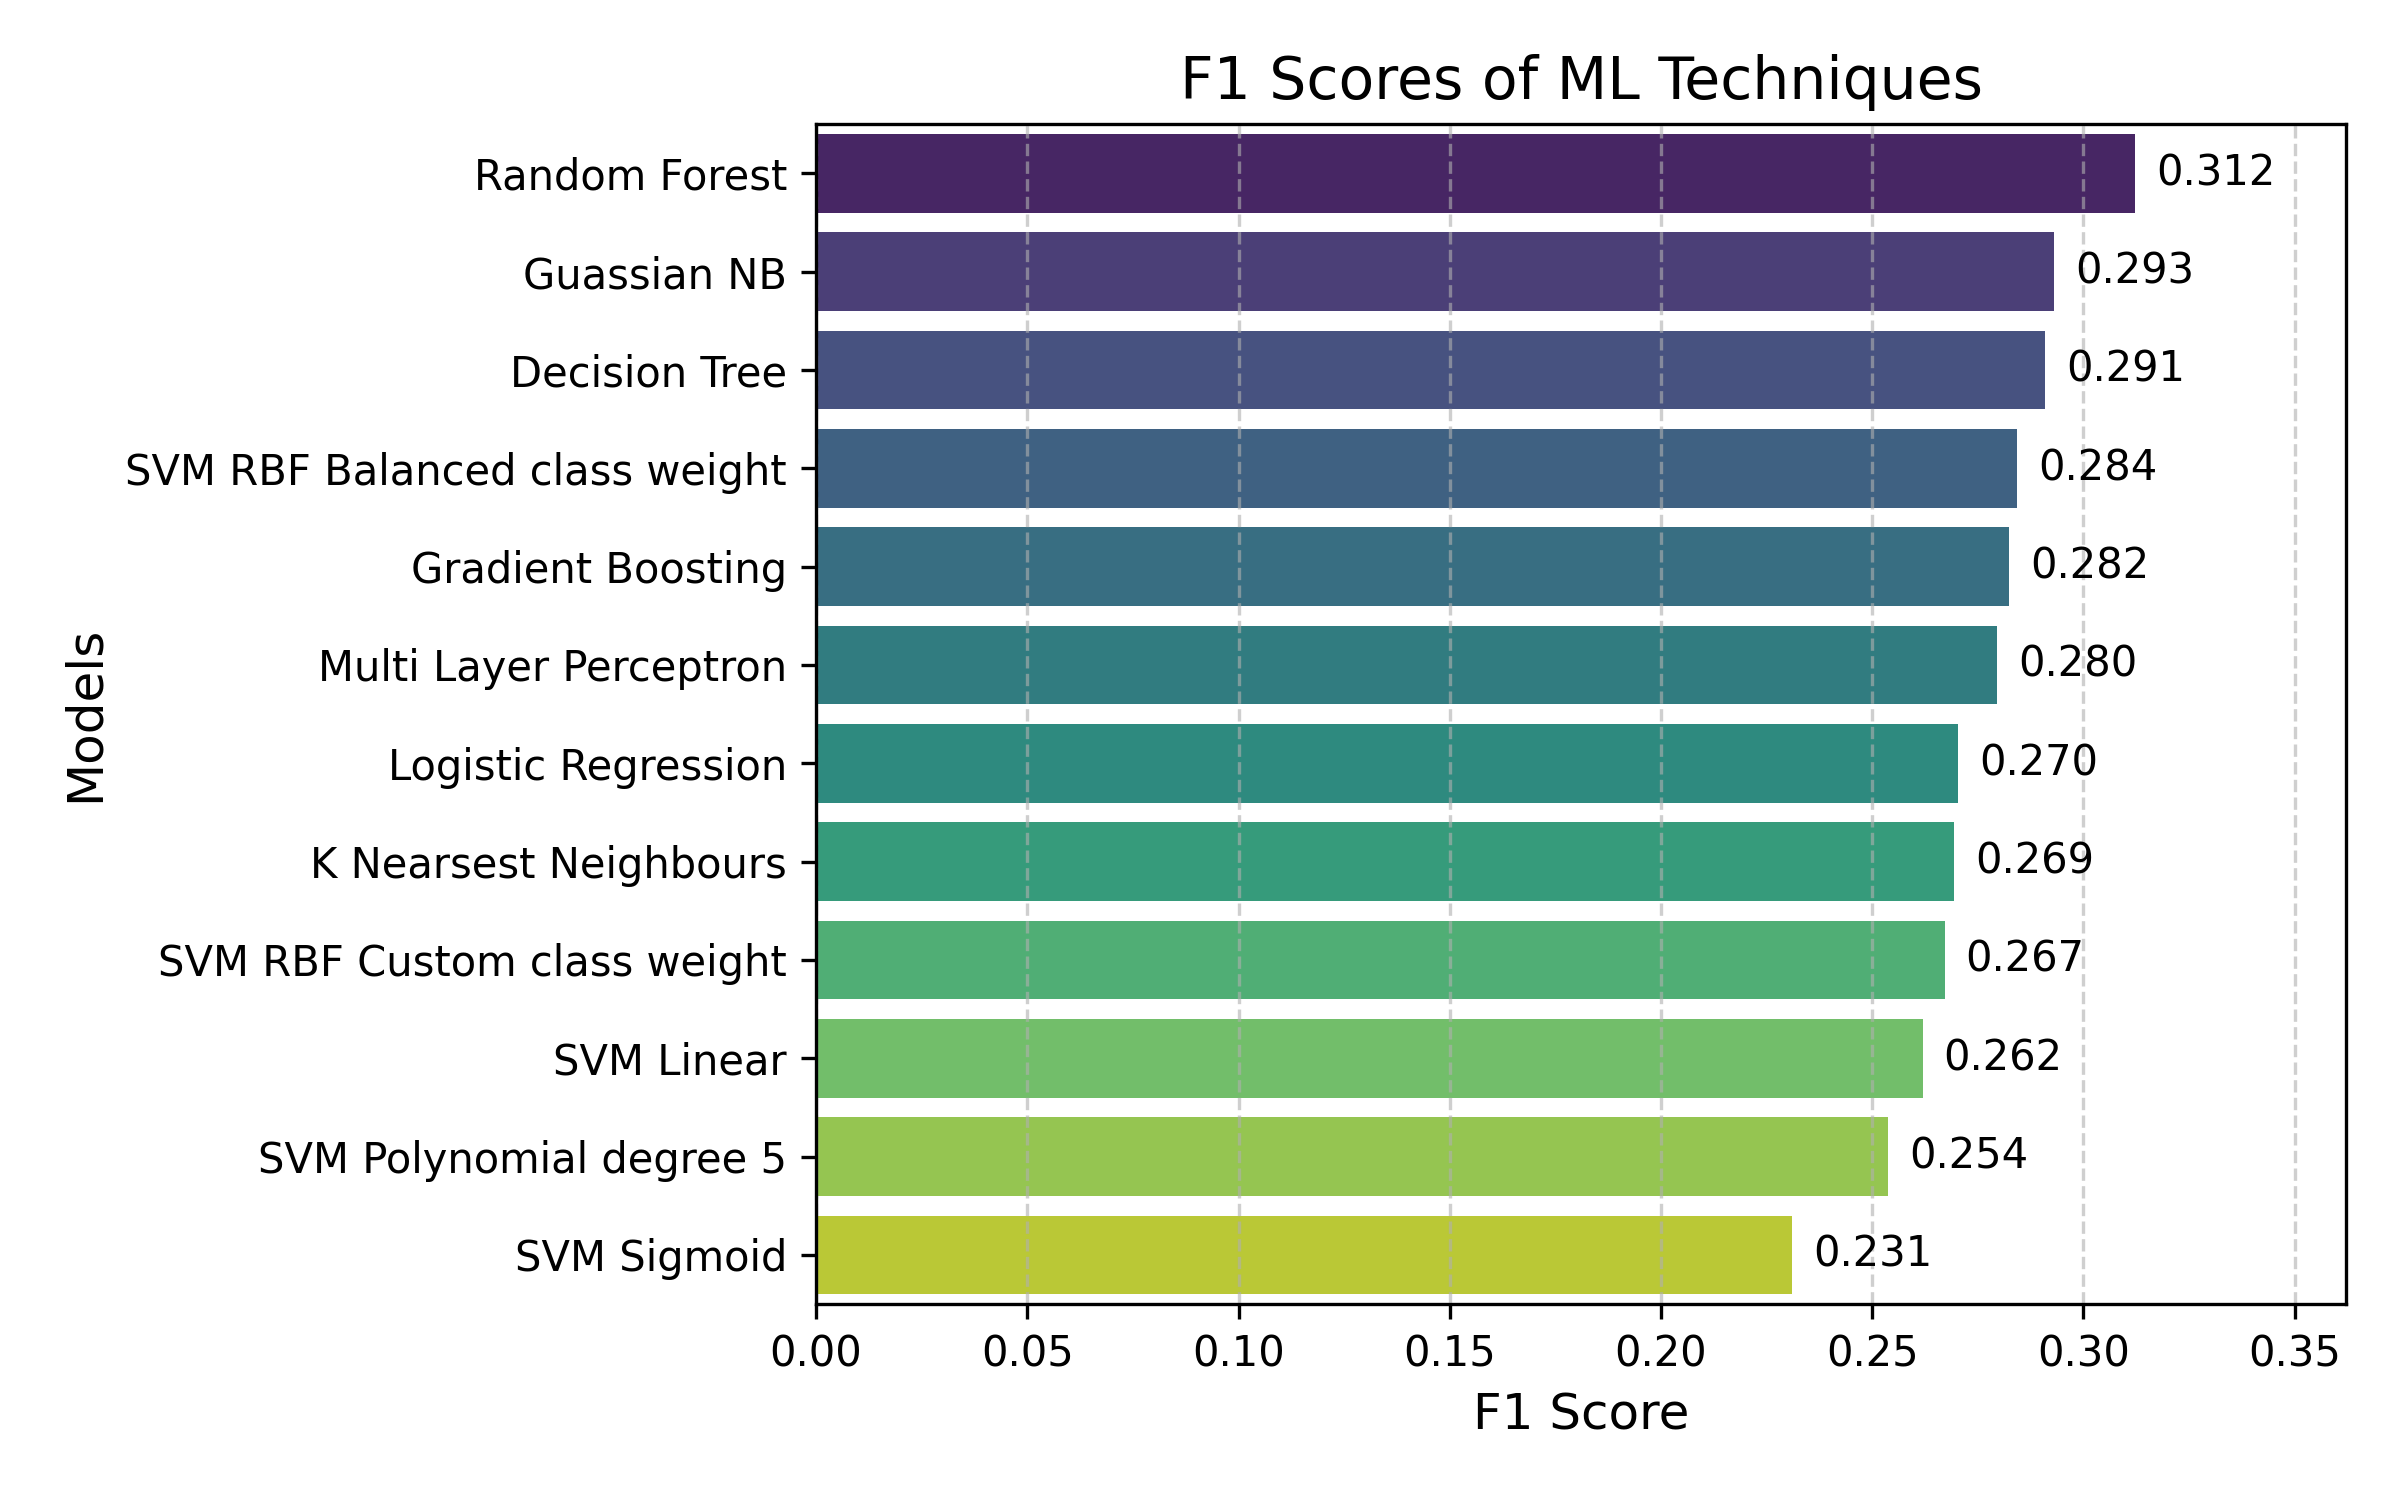 F1 Scores of ML Techniques
Random Forest 0.312
Guassian NB 0.293
Decision Tree 0.291
SVM RBF Balanced class weight 0.284
Gradient Boosting 0.282
Multi Layer Perceptron 0.280
Logistic Regression 0.270
K Nearsest Neighbours 0.269
SVM RBF Custom class weight 0.267
SVM Linear 0.262
SVM Polynomial degree 5 0.254
SVM Sigmoid 0.231
Models
0.00 0.05 0.10 0.15 0.20 0.25 0.30 0.35
F1 Score